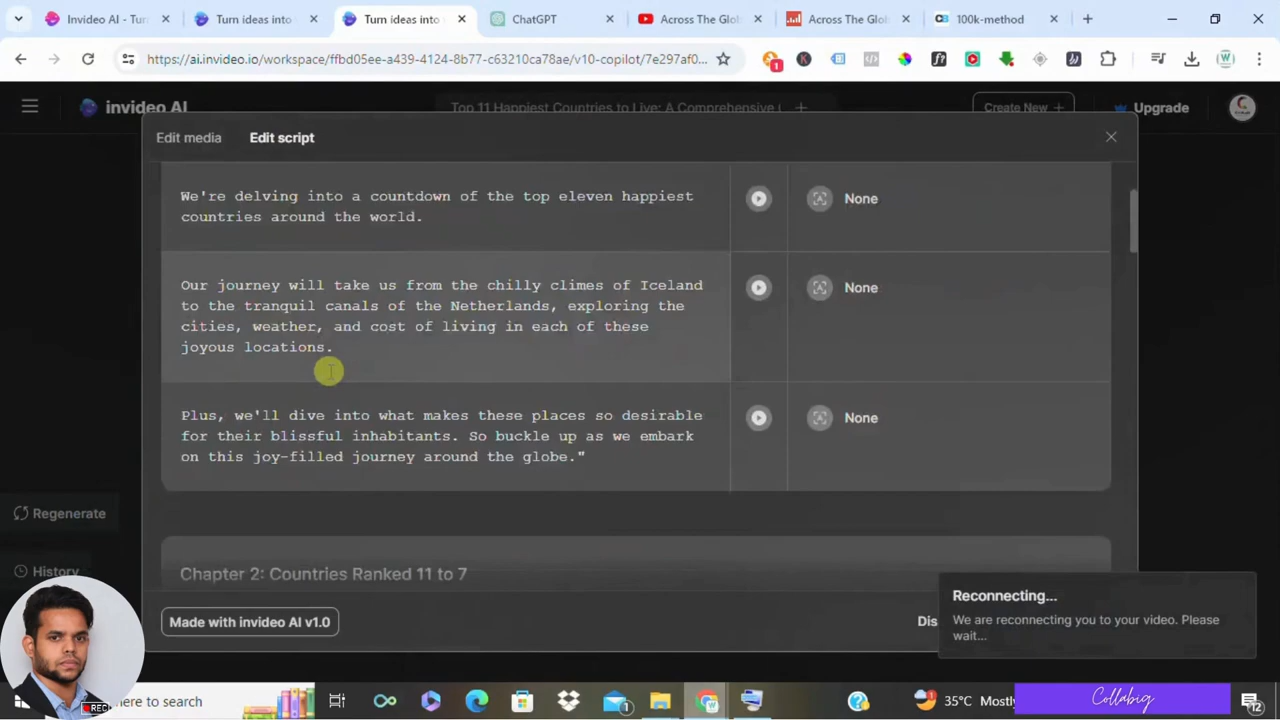 Invideo AI - Turn
Turn ideas into
Turn ideas into
ChatGPT
Across The Glob
Across The Glob
100k-method
https://ai.invideo.io/workspace/ffbd05ee-a439-4124-8b77-c63210ca78ae/v10-copilot/7e297af0...
invideo AI
Top 11 Happiest Countries to Live: A Comprehensive
Create New +
Upgrade
Edit media
Edit script
We're delving into a countdown of the top eleven happiest
countries around the world.
None
Our journey will take us from the chilly climes of Iceland
to the tranquil canals of the Netherlands, exploring the
cities, weather, and cost of living in each of these
joyous locations.
None
Plus, we'll dive into what makes these places so desirable
for their blissful inhabitants. So buckle up as we embark
on this joy-filled journey around the globe."
None
Regenerate
History
Chapter 2: Countries Ranked 11 to 7
Reconnecting...
We are reconnecting you to your video. Please
wait...
Made with invideo AI v1.0
Dis
REC
here to search
35°C Mostly
Collabig
12